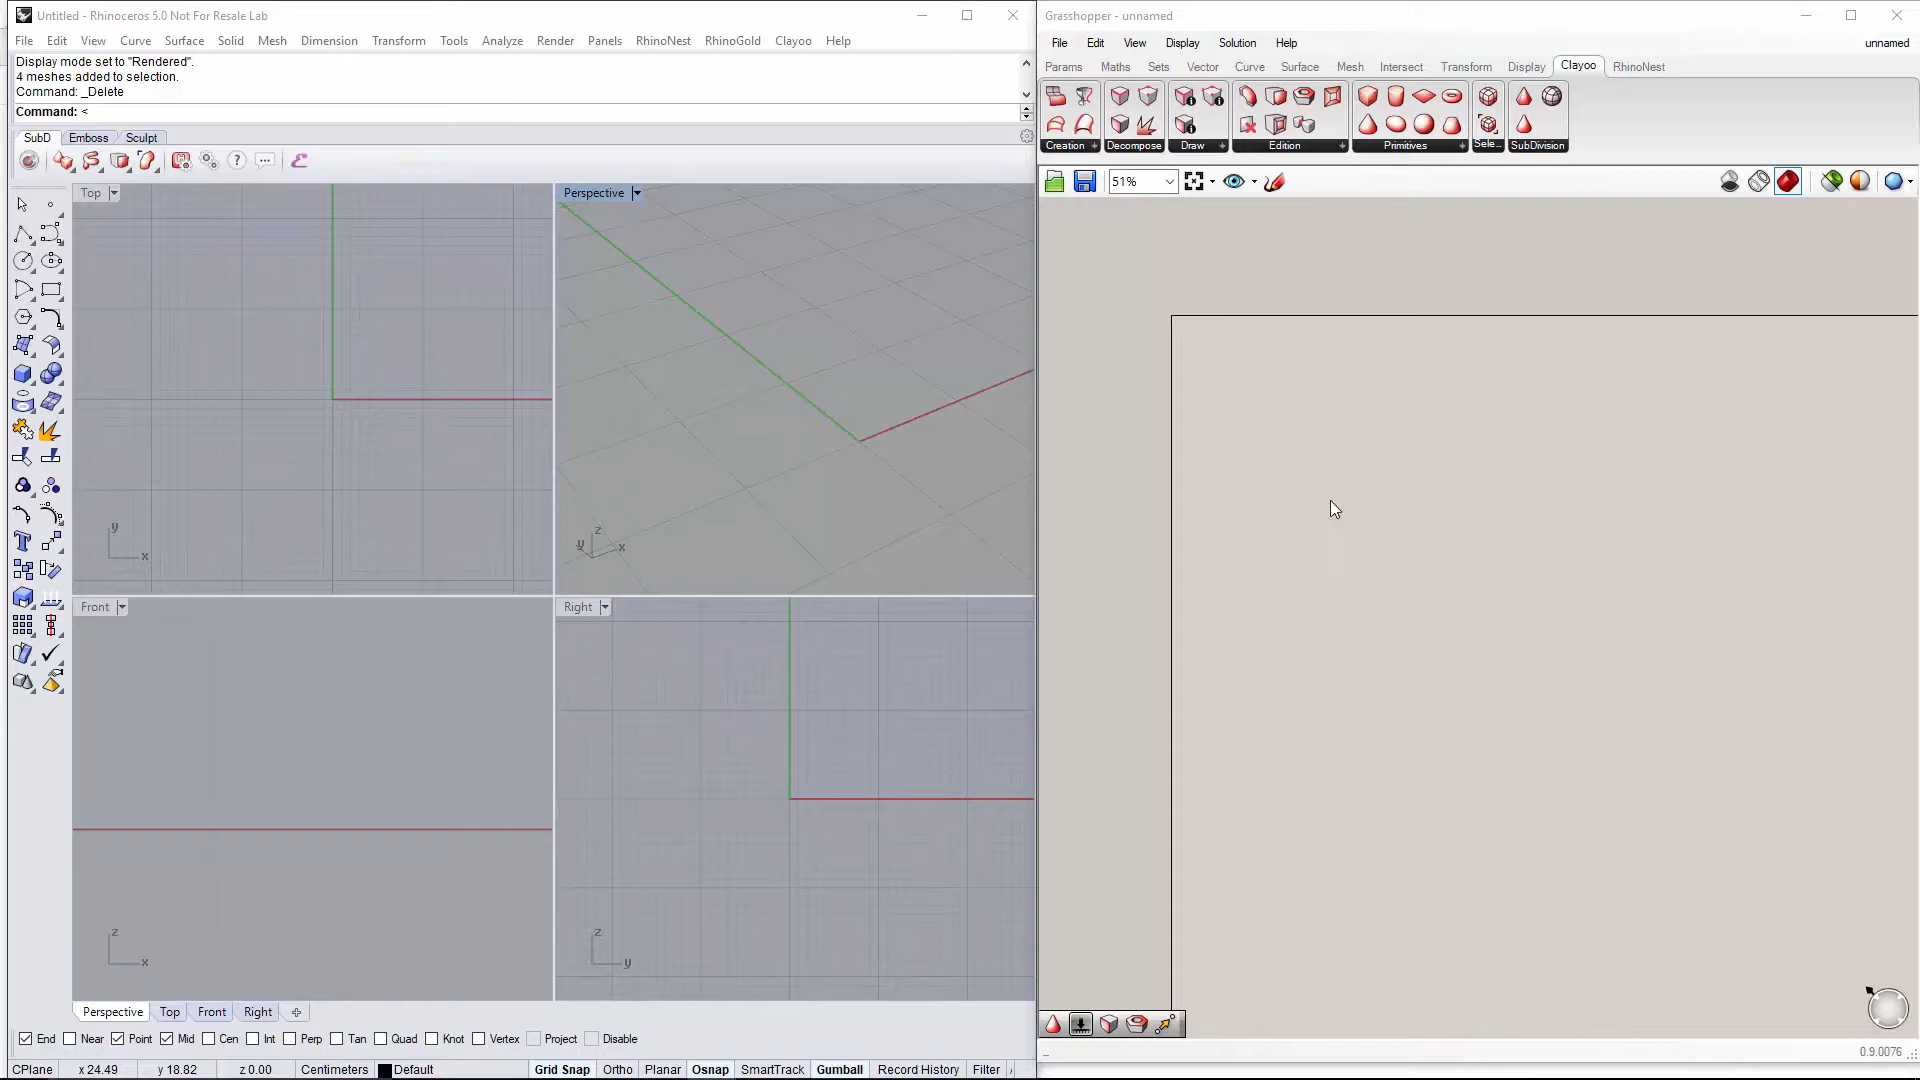 Untitled - Rhinoceros 5.0 Not For Resale Lab
File Edit View Curve Surface Solid Mesh Dimension Transform Tools Analyze Render Panels RhinoNest RhinoGold Clayoo Help
Display mode set to "Rendered".
4 meshes added to selection.
Command: _Delete
Command: <
SubD Emboss Sculpt
Top
Perspective
y
x
z
y
x
Front
Right
z
x
z
y
Perspective Top Front Right
End Near Point Mid Cen Int Perp Tan Quad Knot Vertex Project Disable
CPlane x 24.49 y 18.82 z 0.00 Centimeters Default Grid Snap Ortho Planar Osnap SmartTrack Gumball Record History Filter
Grasshopper - unnamed
File Edit View Display Solution Help unnamed
Params Maths Sets Vector Curve Surface Mesh Intersect Transform Display Clayoo RhinoNest
Creation Decompose Draw Edition Primitives Sele... SubDivision
51%
0.9.0076